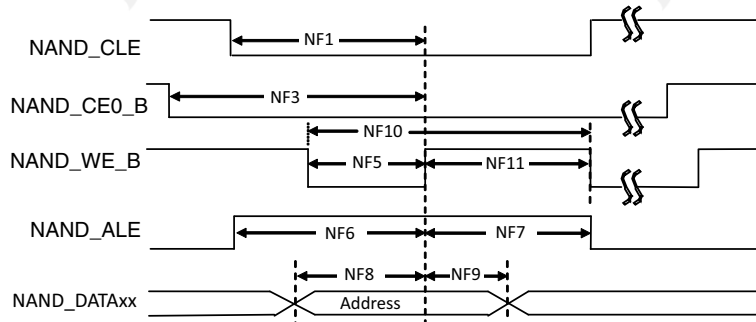 NAND_CLE
NF1
NAND_CE0_B
NF3
NF10
NAND_WE_B
NF5
NF11
NAND_ALE
NF6
NF7
NF8
NF9
NAND_DATAxx
Address